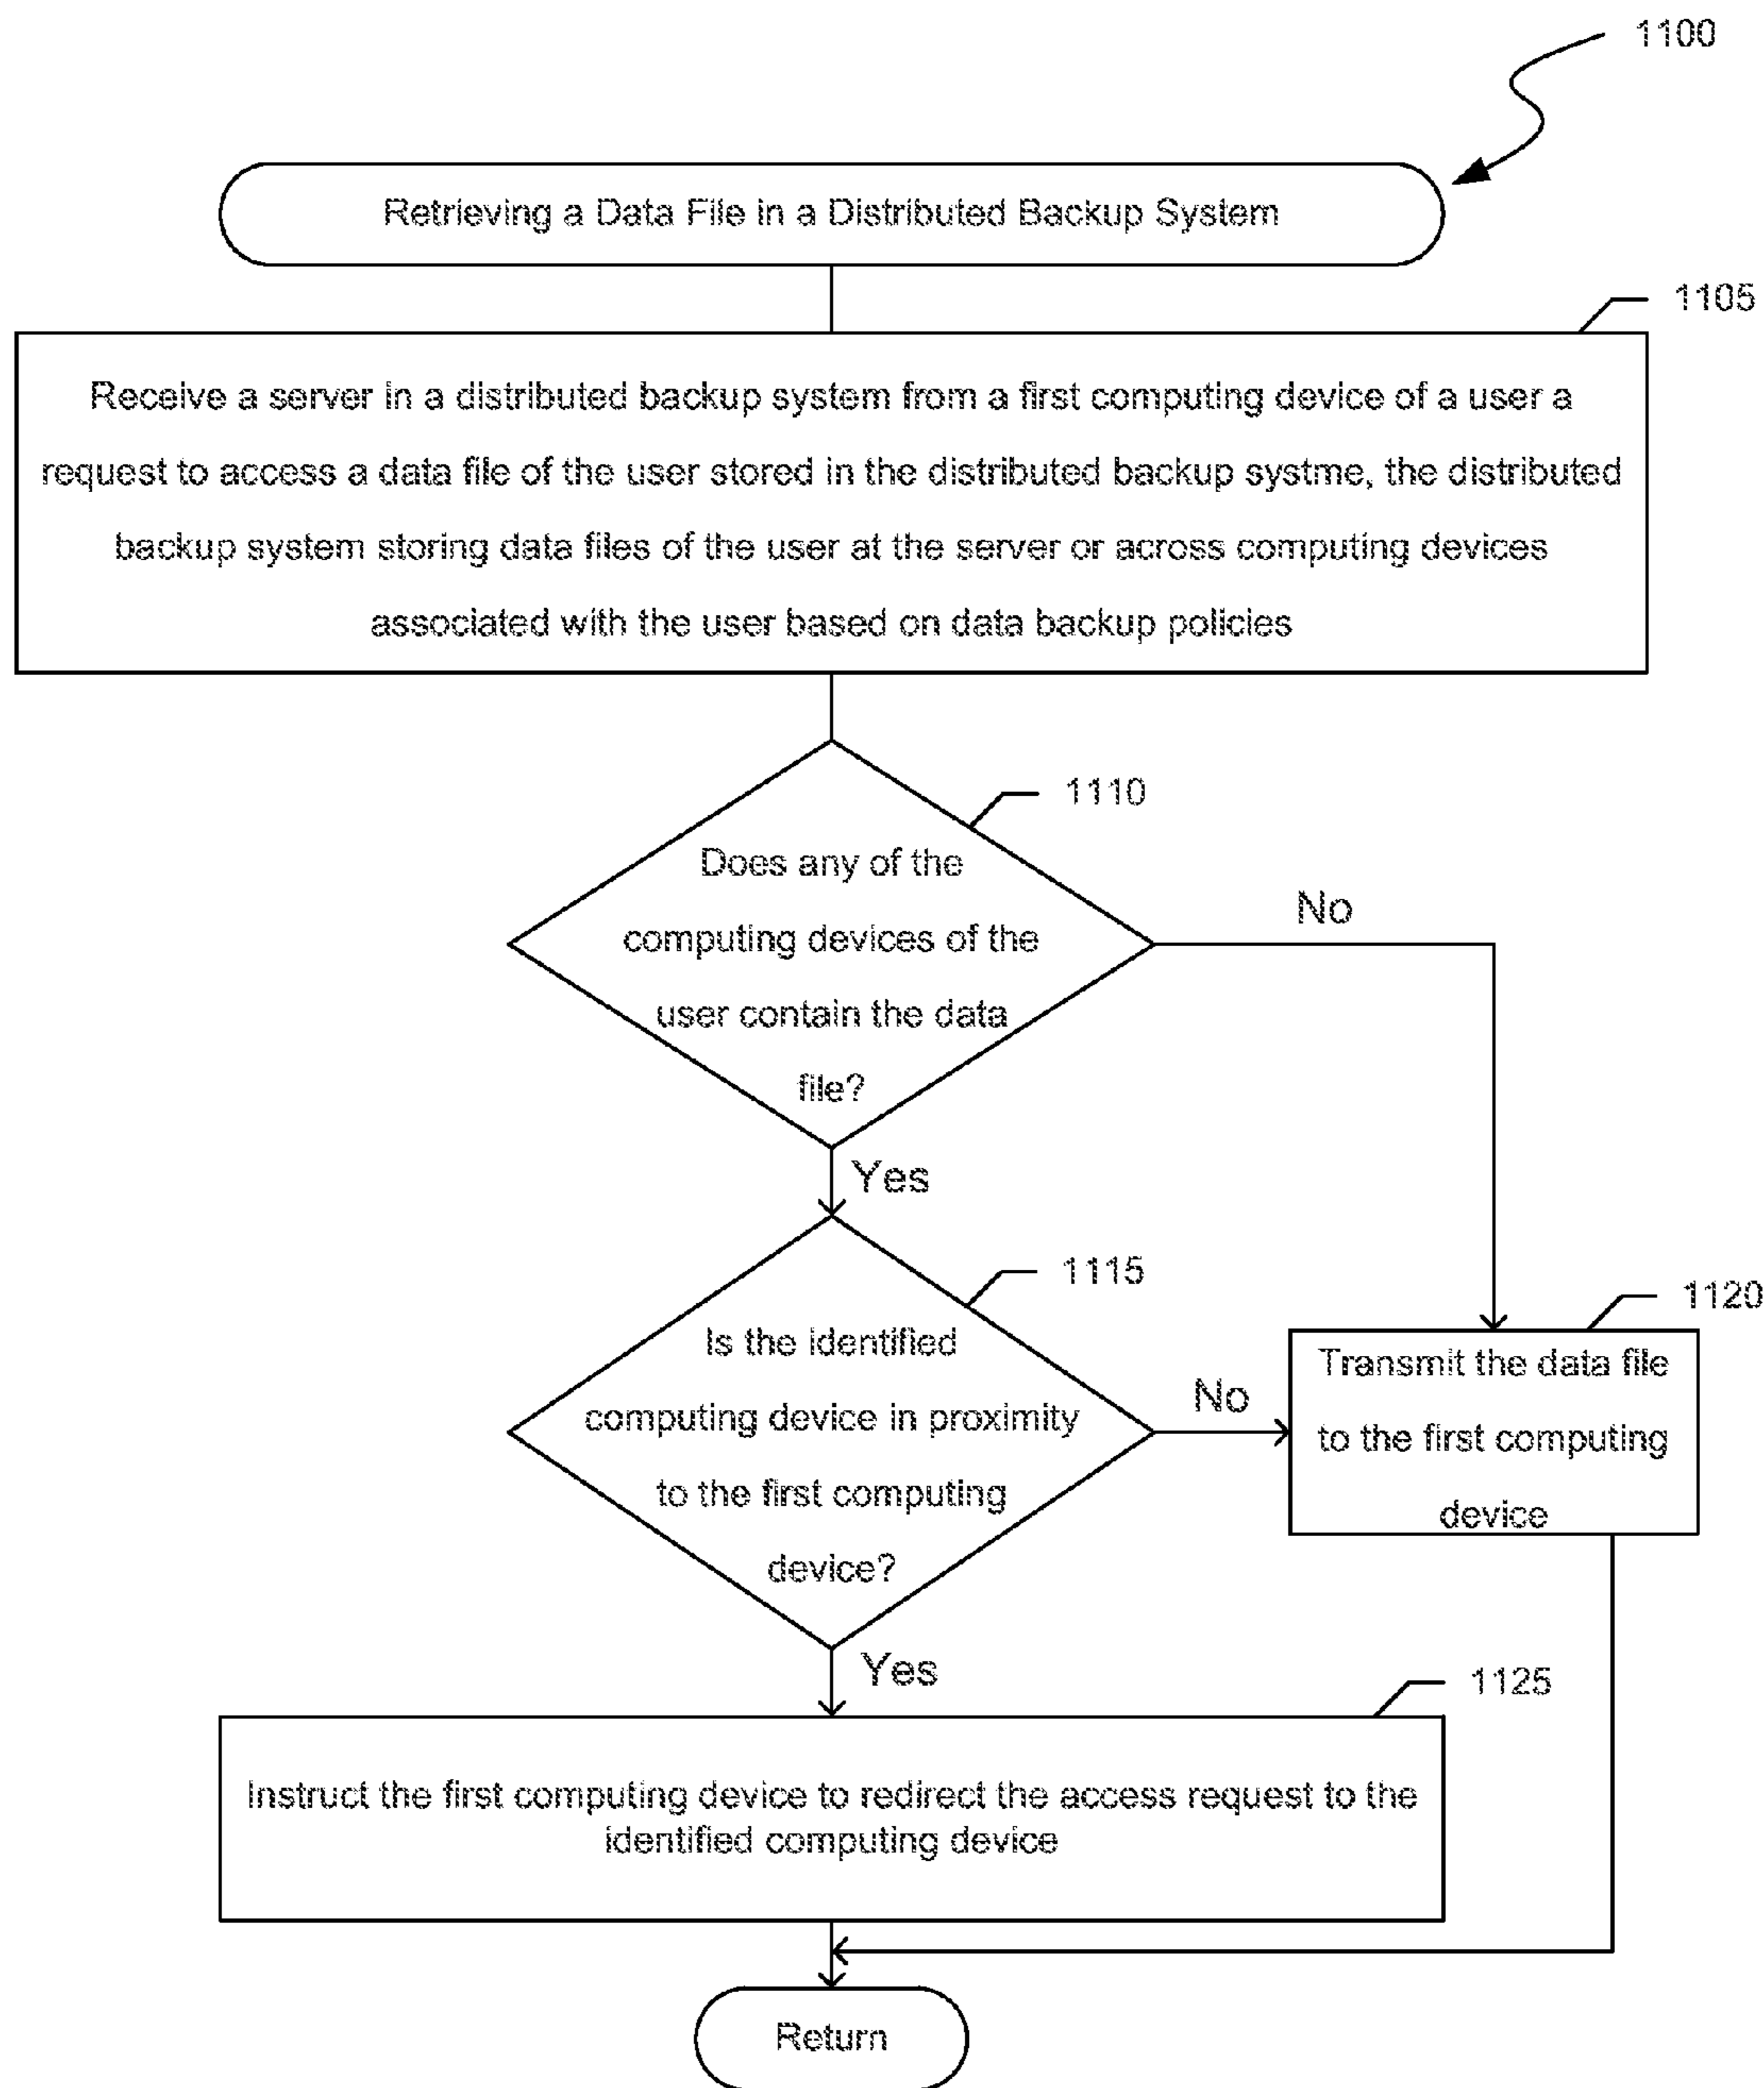 1100
Retrieving a Data File in a Distributed Backup System
1105
Receive a server in a distributed backup system from a first computing device of a user a
request to access a data file of the user stored in the distributed backup systme, the distributed
backup system storing data files of the user at the server or across computing devices
associated with the user based on data backup policies
1110
Does any of the
computing devices of the
user contain the data
file?
No
Yes
1115
Is the identified
computing device in proximity
to the first computing
device?
No
1120
Transmit the data file
to the first computing
device
Yes
1125
Instruct the first computing device to redirect the access request to the
identified computing device
Return